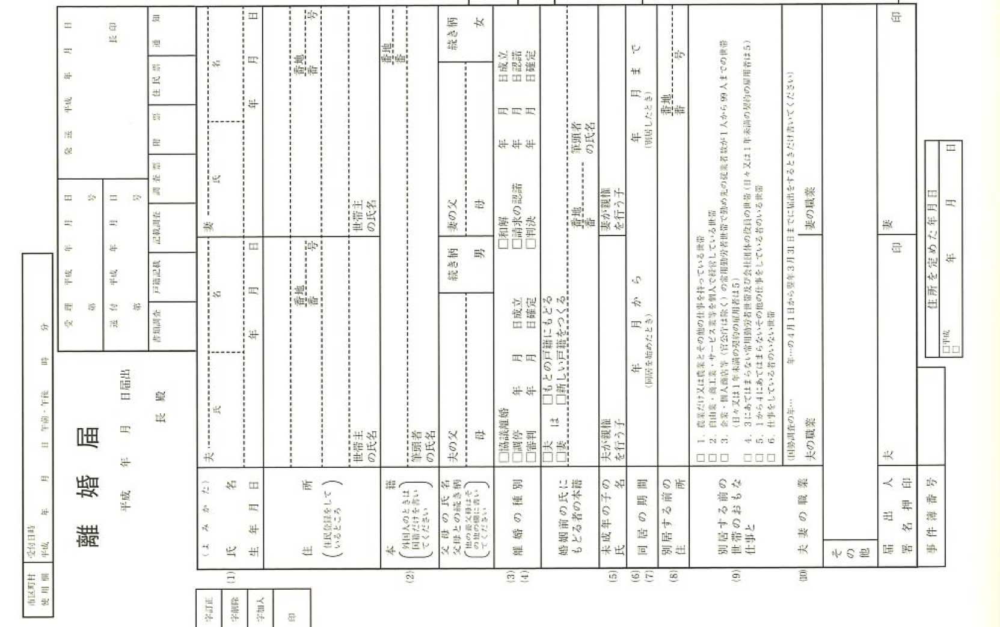 市区町村
使用欄
受付日時
平成　年　月　日　午前・午後　時　分
離婚届
平成　年　月　日届出
長　殿
受理　平成　年　月　日
第　号
送付　平成　年　月　日
第　号
発送　平成　年　月　日
長印
書類調査　戸籍記載　記載調査　調査票　附票　住民票　通知
字訂正
字削除
字加入
印
(1)
(よみかた)
氏名
夫　氏　名
妻　氏　名
生年月日
年　月　日
年　月　日
住所
(住民登録をしているところ)
番地
番　号
番地
番　号
世帯主の氏名
世帯主の氏名
(2)
本籍
(外国人のときは国籍だけを書いてください)
番地
番
筆頭者の氏名
父母の氏名
父母との続き柄
(他の養父母はその他の欄に書いてください)
夫の父
母
続き柄
男
妻の父
母
続き柄
女
(3)
(4)
離婚の種別
□協議離婚
□調停　年　月　日成立
□審判　年　月　日確定
□和解　年　月　日成立
□請求の認諾　年　月　日認諾
□判決　年　月　日確定
婚姻前の氏にもどる者の本籍
□夫
□妻　は
□もとの戸籍にもどる
□新しい戸籍をつくる
番地
番
筆頭者の氏名
(5)
未成年の子の氏名
夫が親権を行う子
妻が親権を行う子
(6)
(7)
同居の期間
年　月から
(同居を始めたとき)
年　月まで
(別居したとき)
(8)
別居する前の住所
番地
番　号
(9)
別居する前の世帯のおもな仕事と
□1. 農業だけ又は農業とその他の仕事を持っている世帯
□2. 自由業・商工業・サービス業等を個人で経営している世帯
□3. 企業・個人商店等（官公庁は除く）の常用勤労者世帯で勤め先の従業者数が1人から99人までの世帯
（日々又は1年未満の契約の雇用者は5）
□4. 3にあてはまらない常用勤労者世帯及び会社団体の役員の世帯（日々又は1年未満の契約の雇用者は5）
□5. 1から4にあてはまらないその他の仕事をしている者のいる世帯
□6. 仕事をしている者のいない世帯
(10)
夫妻の職業
(国勢調査の年…　年…の4月1日から翌年3月31日までに届出をするときだけ書いてください)
夫の職業
妻の職業
その他
届出人
署名押印
夫　印
妻　印
事件簿番号
住所を定めた年月日
□平成
□
年　月　日